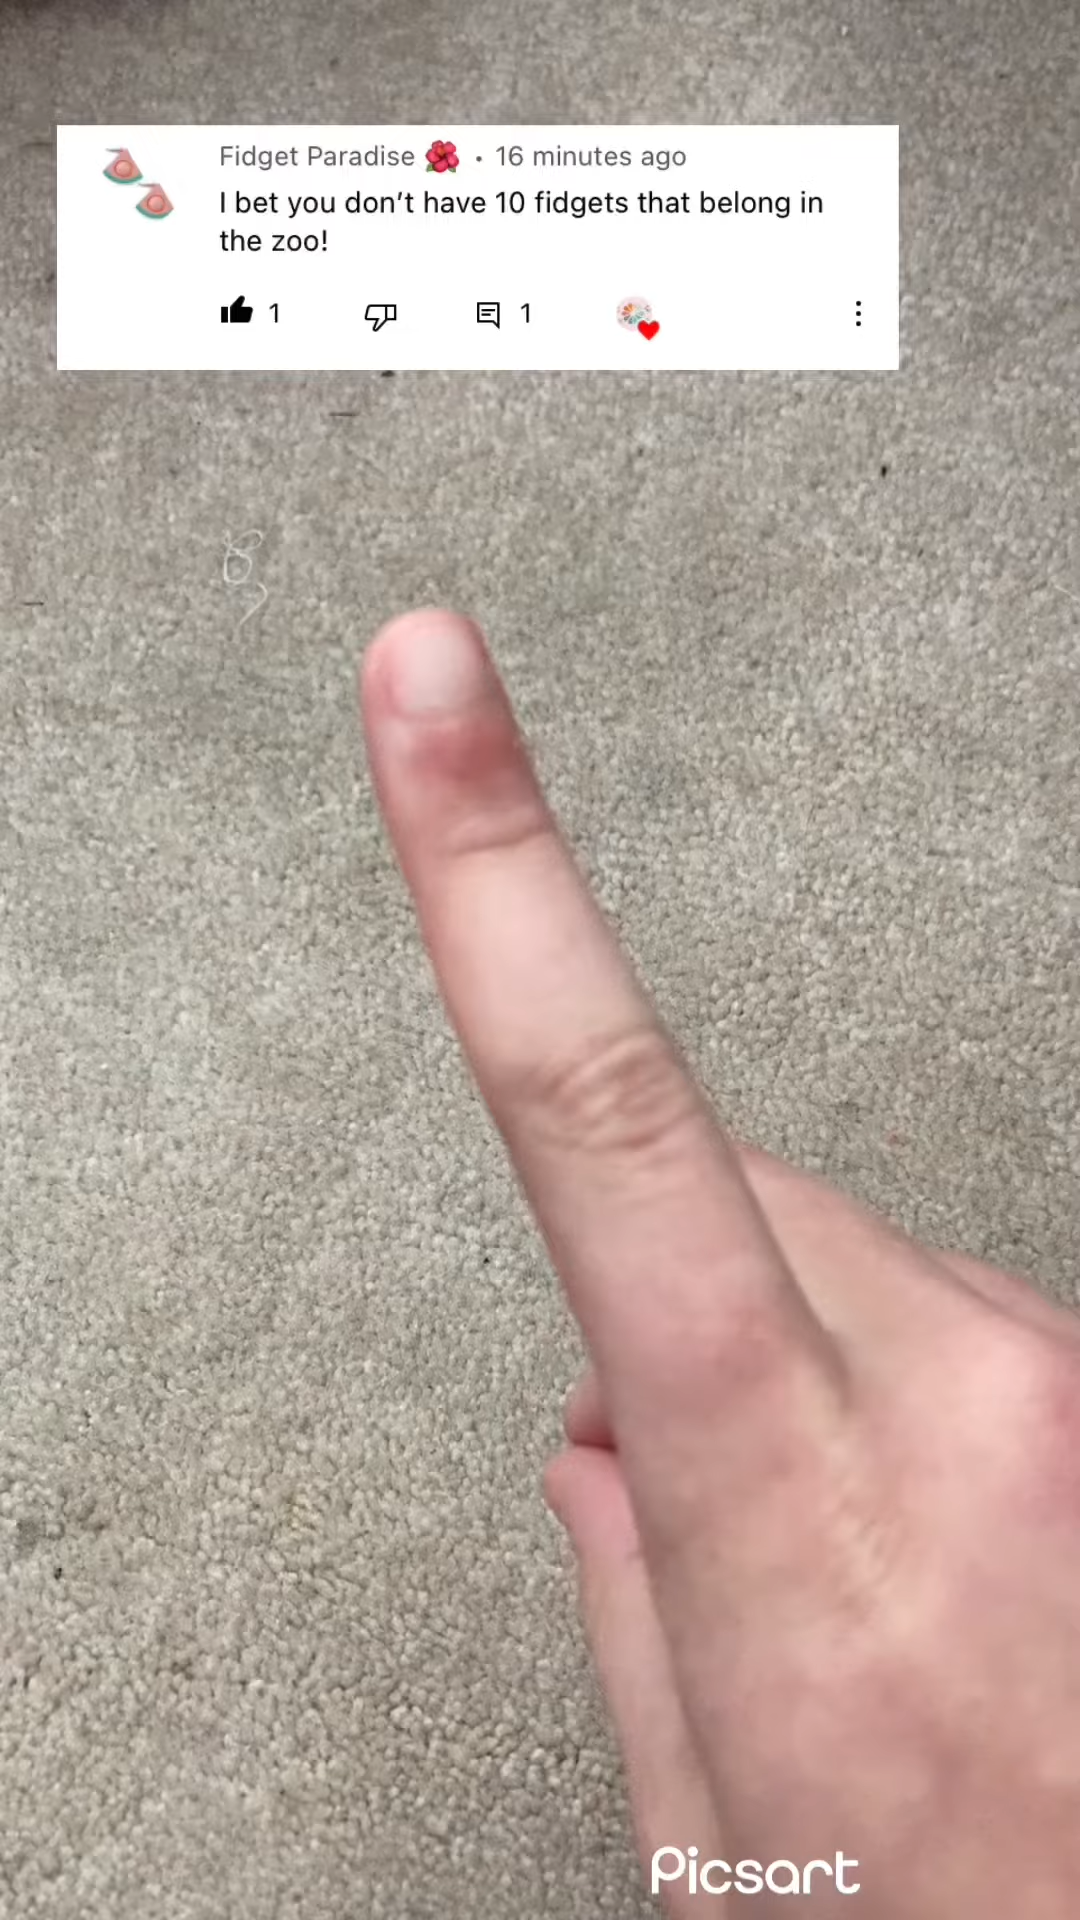 Fidget Paradise 🌺 · 16 minutes ago
I bet you don’t have 10 fidgets that belong in
the zoo!
1 1
Picsart